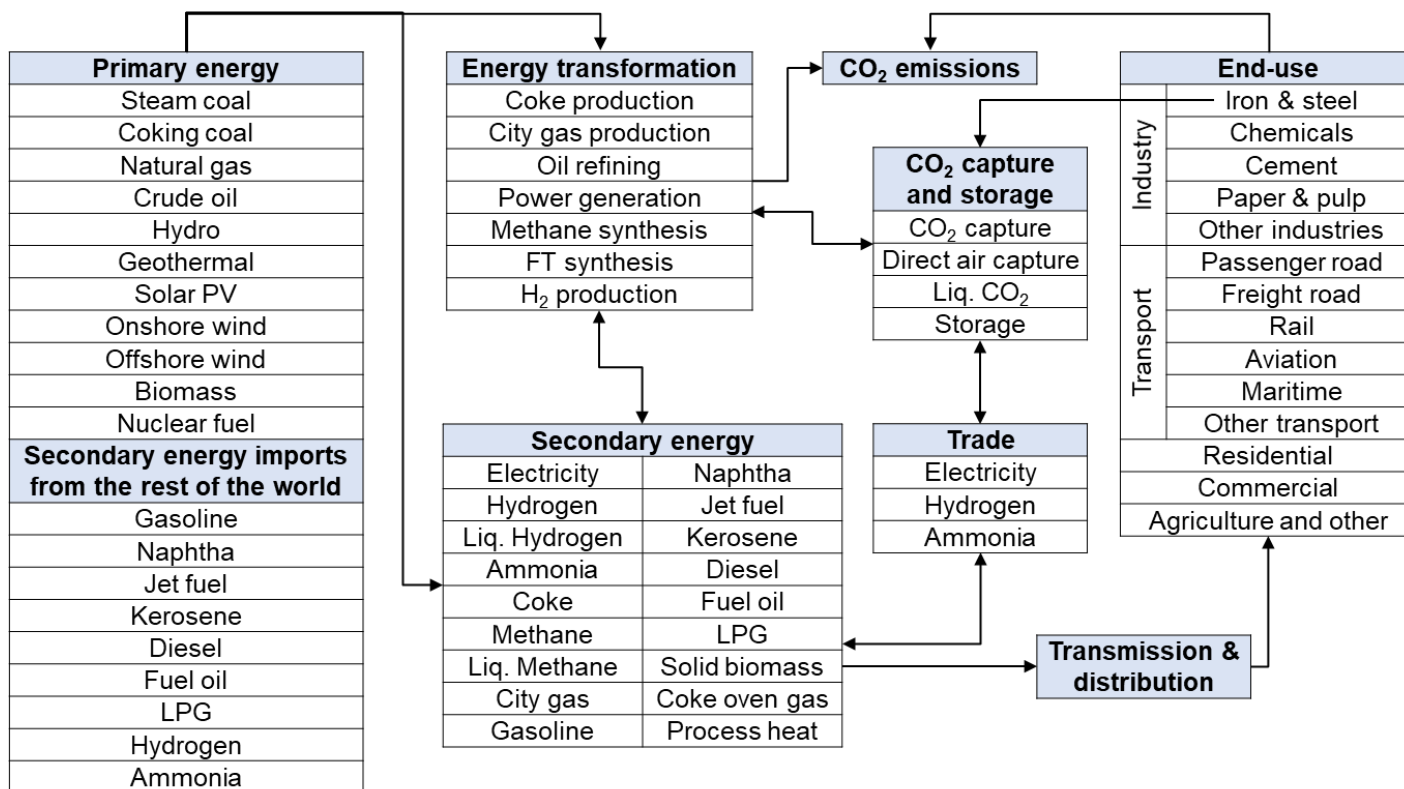 Primary energy
Steam coal
Coking coal
Natural gas
Crude oil
Hydro
Geothermal
Solar PV
Onshore wind
Offshore wind
Biomass
Nuclear fuel
Secondary energy imports
from the rest of the world
Gasoline
Naphtha
Jet fuel
Kerosene
Diesel
Fuel oil
LPG
Hydrogen
Ammonia
Energy transformation
Coke production
City gas production
Oil refining
Power generation
Methane synthesis
FT synthesis
H₂ production
Secondary energy
Electricity Naphtha
Hydrogen Jet fuel
Liq. Hydrogen Kerosene
Ammonia Diesel
Coke Fuel oil
Methane LPG
Liq. Methane Solid biomass
City gas Coke oven gas
Gasoline Process heat
CO₂ emissions
CO₂ capture
and storage
CO₂ capture
Direct air capture
Liq. CO₂
Storage
Trade
Electricity
Hydrogen
Ammonia
Transmission &
distribution
End-use
Industry
Iron & steel
Chemicals
Cement
Paper & pulp
Other industries
Transport
Passenger road
Freight road
Rail
Aviation
Maritime
Other transport
Residential
Commercial
Agriculture and other